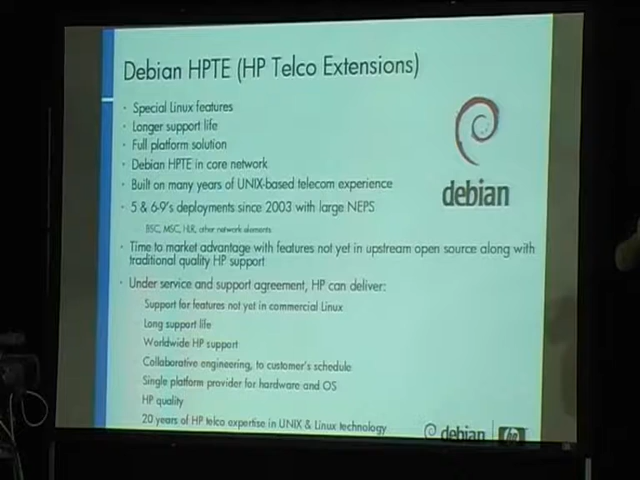 Debian HPTE (HP Telco Extensions)
• Special Linux features
• Longer support life
• Full platform solution
• Debian HPTE in core network
• Built on many years of UNIX-based telecom experience
• 5 & 6-9's deployments since 2003 with large NEPS
BSC, MSC, HLR, other network elements
• Time to market advantage with features not yet in upstream open source along with
traditional quality HP support
• Under service and support agreement, HP can deliver:
Support for features not yet in commercial Linux
Long support life
Worldwide HP support
Collaborative engineering, to customer's schedule
Single platform provider for hardware and OS
HP quality
20 years of HP telco expertise in UNIX & Linux technology
debian
debian
hp